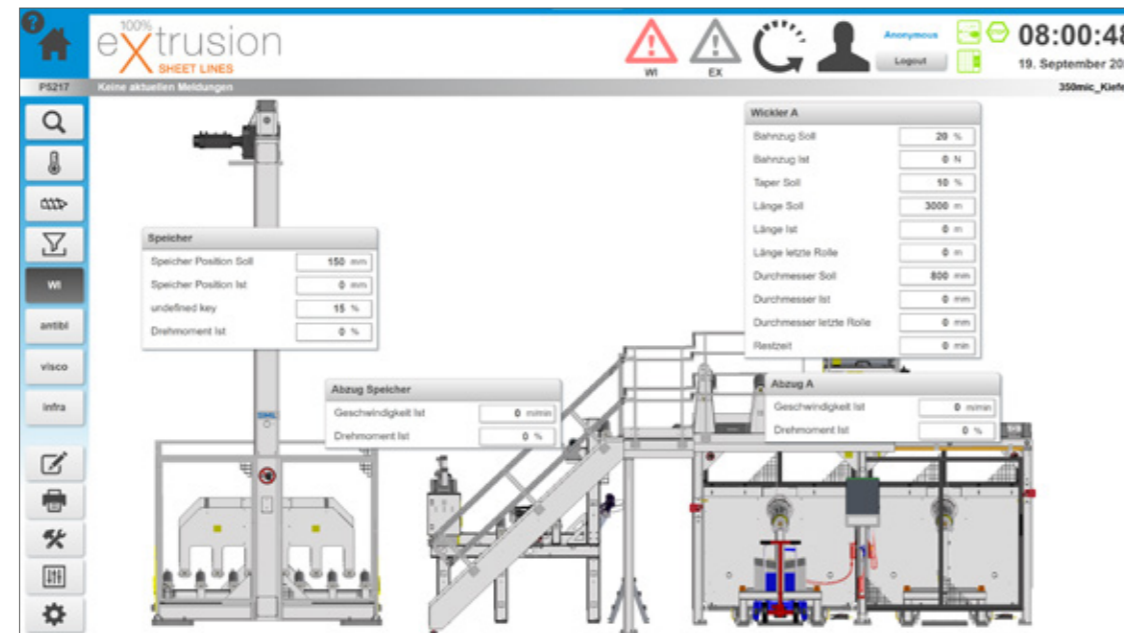 ?
100%
extrusion
SHEET LINES
WI
EX
Anonymous
Logout
08:00:48
19. September 20
P5217
Keine aktuellen Meldungen
350mic_Kiefe
WI
antibl
visco
infra
Speicher
Speicher Position Soll 150 mm
Speicher Position Ist 0 mm
undefined key 15 %
Drehmoment Ist 0 %
Abzug Speicher
Geschwindigkeit Ist 0 m/min
Drehmoment Ist 0 %
Wickler A
Bahnzug Soll 20 %
Bahnzug Ist 0 N
Taper Soll 10 %
Länge Soll 3000 m
Länge Ist 0 m
Länge letzte Rolle 0 m
Durchmesser Soll 800 mm
Durchmesser Ist 0 mm
Durchmesser letzte Rolle 0 mm
Restzeit 0 min
Abzug A
Geschwindigkeit Ist 0 m/min
Drehmoment Ist 0 %